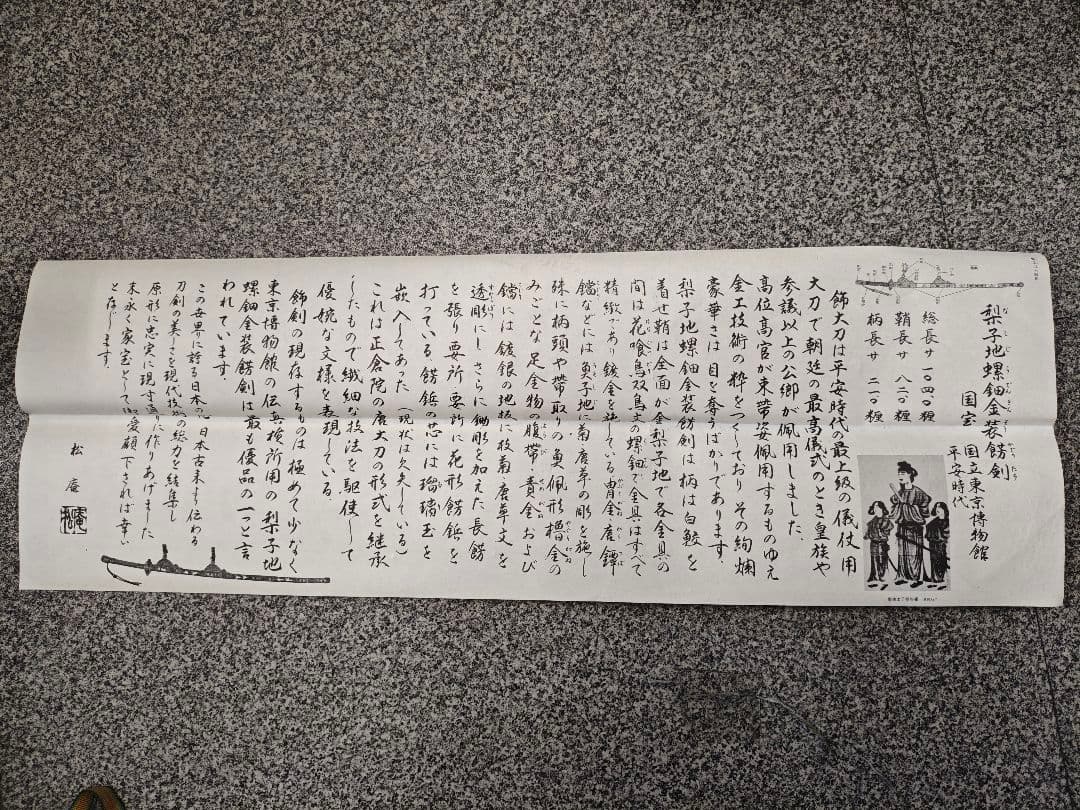 梨子地螺鈿金装餝剣
国宝 国立東京博物館
平安時代
総長サ 一〇四〇粍
鞘長サ 八二〇粍
柄長サ 二二〇粍
飾大刀は平安時代の最上級の儀仗用
大刀で朝廷の最高儀式のとき皇族や
参議以上の公卿が佩用しました。
高位高官が束帯姿佩用するものゆえ
金工技術の粋をつくしており その絢爛
豪華さは 目を奪うばかりであります。
梨子地螺鈿金装餝剣は 柄は白鮫を
着せ鞘は全面が金梨子地で各金具の
間は花喰鳥双鳥文の螺鈿で金具はすべて
精緻であり鍍金を施している 冑金 唐鐔
鐺などには魚子地に菊唐草の彫を施し
殊に柄頭や帯取りの魚佩形櫓金の
みごとな足金物の腹帯 責金および
鐺には鍍銀の地板に枝菊 唐草文を
透彫にし さらに鋤彫を加えた長餝
を張り 要所要所に花形餝鋲を
打っている 餝鋲の芯には瑠璃玉を
嵌入してあった (現状は欠失している)
これは正倉院の唐大刀の形式を継承
したもので繊細な技法を駆使して
優婉な文様を表現している。
飾剣の現存するものは極めて少なく
東京博物館の伝真検所用の 梨子地
螺鈿金装餝剣は最も優品の一つと言
われています。
この世界に誇る日本の 日本古来より伝わる
刀剣の美しさを現代技術の総力を結集し
原形に忠実に現寸通りに作りあげました
末永く家宝として御愛顧下されば幸い
と存じます。
松庵